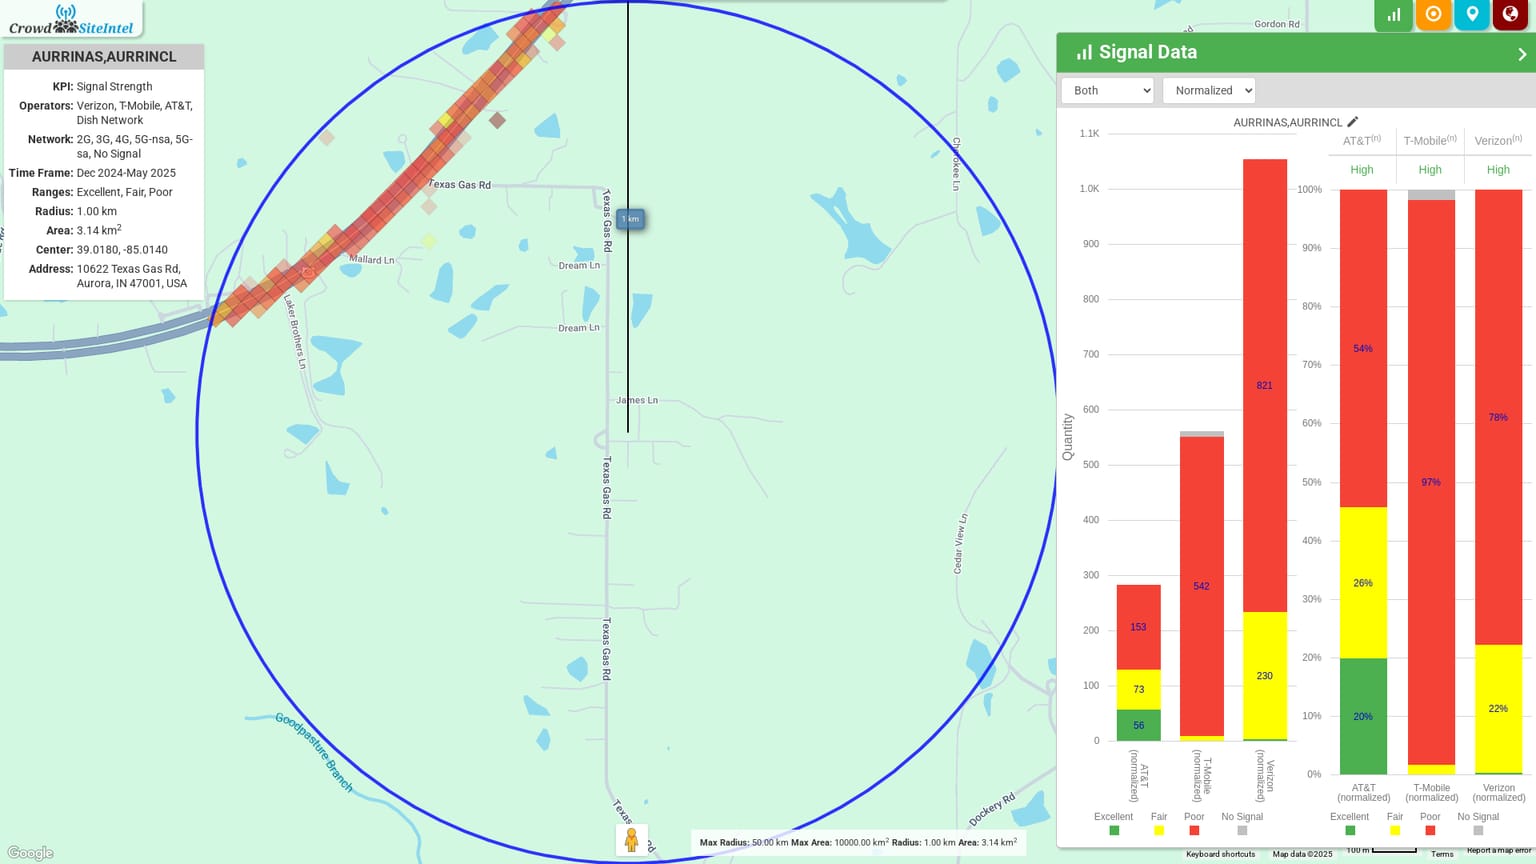 Crowd SiteIntel
AURRINAS,AURRINCL
KPI: Signal Strength
Operators: Verizon, T-Mobile, AT&T,
Dish Network
Network: 2G, 3G, 4G, 5G-nsa, 5G-
sa, No Signal
Time Frame: Dec 2024-May 2025
Ranges: Excellent, Fair, Poor
Radius: 1.00 km
Area: 3.14 km²
Center: 39.0180, -85.0140
Address: 10622 Texas Gas Rd,
Aurora, IN 47001, USA
Gordon Rd
Cherokee Ln
Texas Gas Rd
Texas Gas Rd
1 km
Mallard Ln
Dream Ln
Laker Brothers Ln
Dream Ln
James Ln
Texas Gas Rd
Cedar View Ln
Texas Gas Rd
Goodpasture Branch
Texas
Rd
Dockery Rd
Google
Max Radius: 50.00 km Max Area: 10000.00 km² Radius: 1.00 km Area: 3.14 km²
Signal Data
Both
Normalized
AURRINAS,AURRINCL
Quantity
1.1K
1.0K
900
800
700
600
500
400
300
200
100
0
153
73
56
542
821
230
AT&T (normalized)
T-Mobile (normalized)
Verizon (normalized)
Excellent Fair Poor No Signal
AT&T(n) T-Mobile(n) Verizon(n)
High High High
100%
90%
80%
70%
60%
50%
40%
30%
20%
10%
0%
54%
26%
20%
97%
78%
22%
AT&T (normalized)
T-Mobile (normalized)
Verizon (normalized)
Excellent Fair Poor No Signal
Keyboard shortcuts Map data ©2025 100 m Terms Report a map error